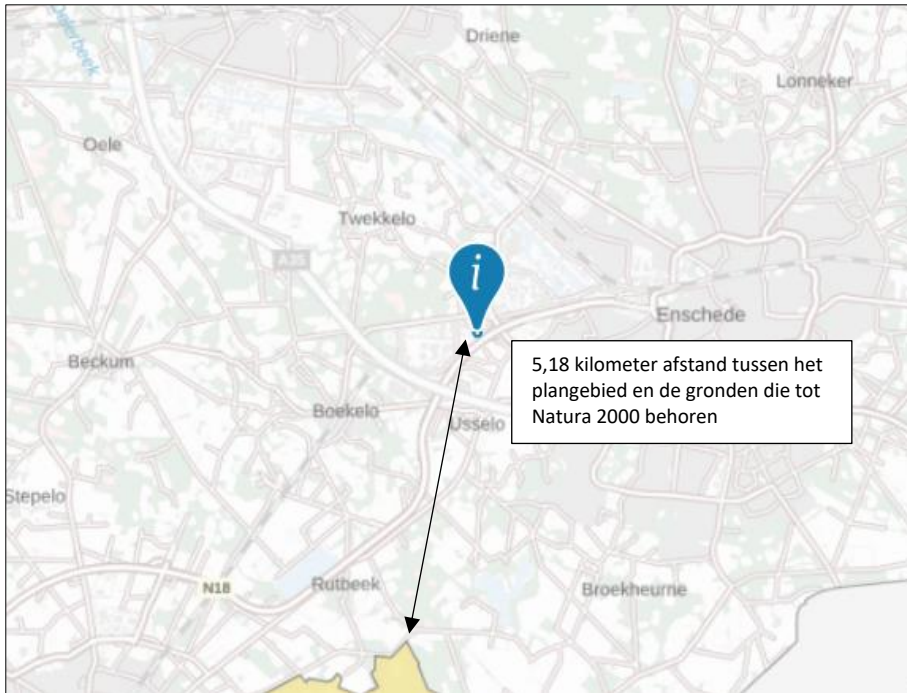 Oelerbeek
Driene
Lonneker
Oele
Twekkelo
A35
i
Enschede
Beckum
5,18 kilometer afstand tussen het
plangebied en de gronden die tot
Natura 2000 behoren
Boekelo
Usselo
Stepelo
N18
Rutbeek
Broekheurne